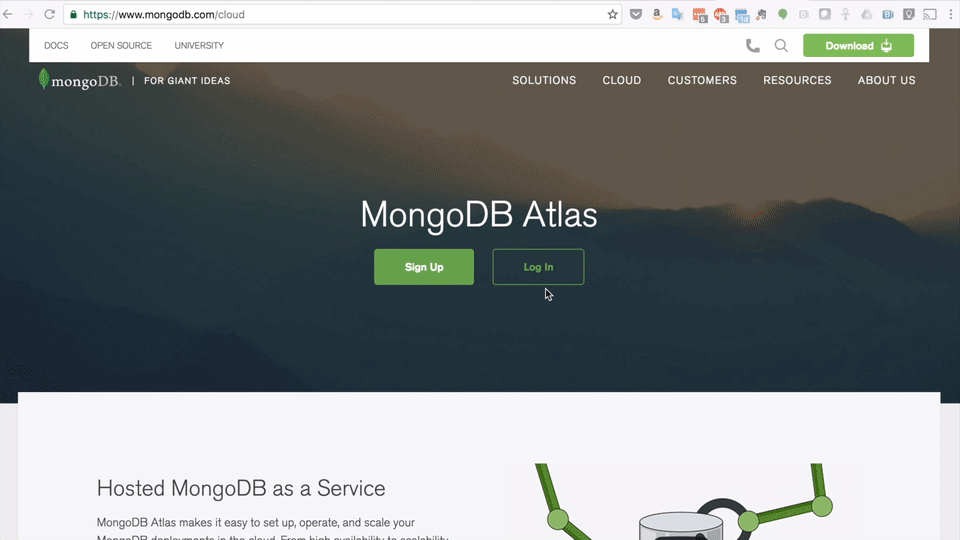 https://www.mongodb.com/cloud
DOCS OPEN SOURCE UNIVERSITY
Download
mongoDB. | FOR GIANT IDEAS
SOLUTIONS CLOUD CUSTOMERS RESOURCES ABOUT US
MongoDB Atlas
Sign Up Log In
Hosted MongoDB as a Service
MongoDB Atlas makes it easy to set up, operate, and scale your
MongoDB deployments in the cloud. From high availability to scalability,